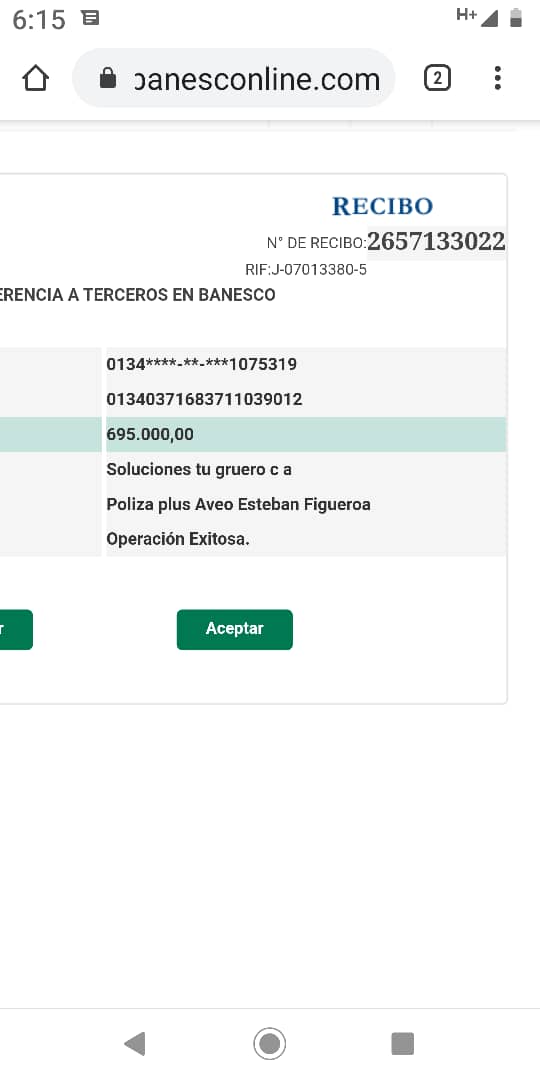 6:15
H+
banesconline.com
2
RECIBO
N° DE RECIBO:2657133022
RIF:J-07013380-5
ERENCIA A TERCEROS EN BANESCO
0134****-**-***1075319
01340371683711039012
695.000,00
Soluciones tu gruero c a
Poliza plus Aveo Esteban Figueroa
Operación Exitosa.
r
Aceptar